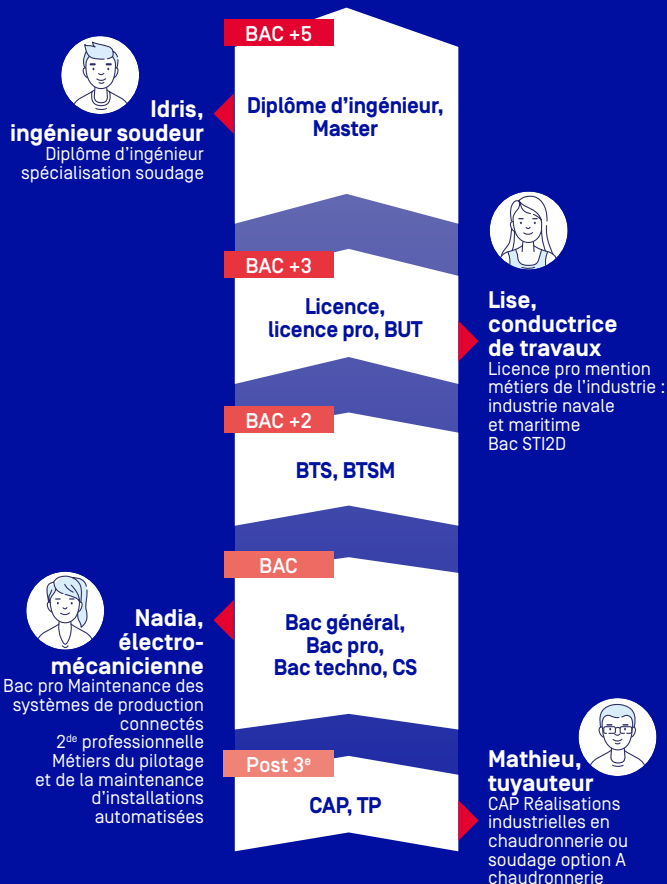 BAC +5
Diplôme d’ingénieur,
Master
Idris,
ingénieur soudeur
Diplôme d’ingénieur
spécialisation soudage
BAC +3
Licence,
licence pro, BUT
Lise,
conductrice
de travaux
Licence pro mention
métiers de l’industrie :
industrie navale
et maritime
Bac STI2D
BAC +2
BTS, BTSM
BAC
Bac général,
Bac pro,
Bac techno, CS
Nadia,
électro-
mécanicienne
Bac pro Maintenance des
systèmes de production
connectés
2de professionnelle
Métiers du pilotage
et de la maintenance
d’installations
automatisées
Post 3e
CAP, TP
Mathieu,
tuyauteur
CAP Réalisations
industrielles en
chaudronnerie ou
soudage option A
chaudronnerie